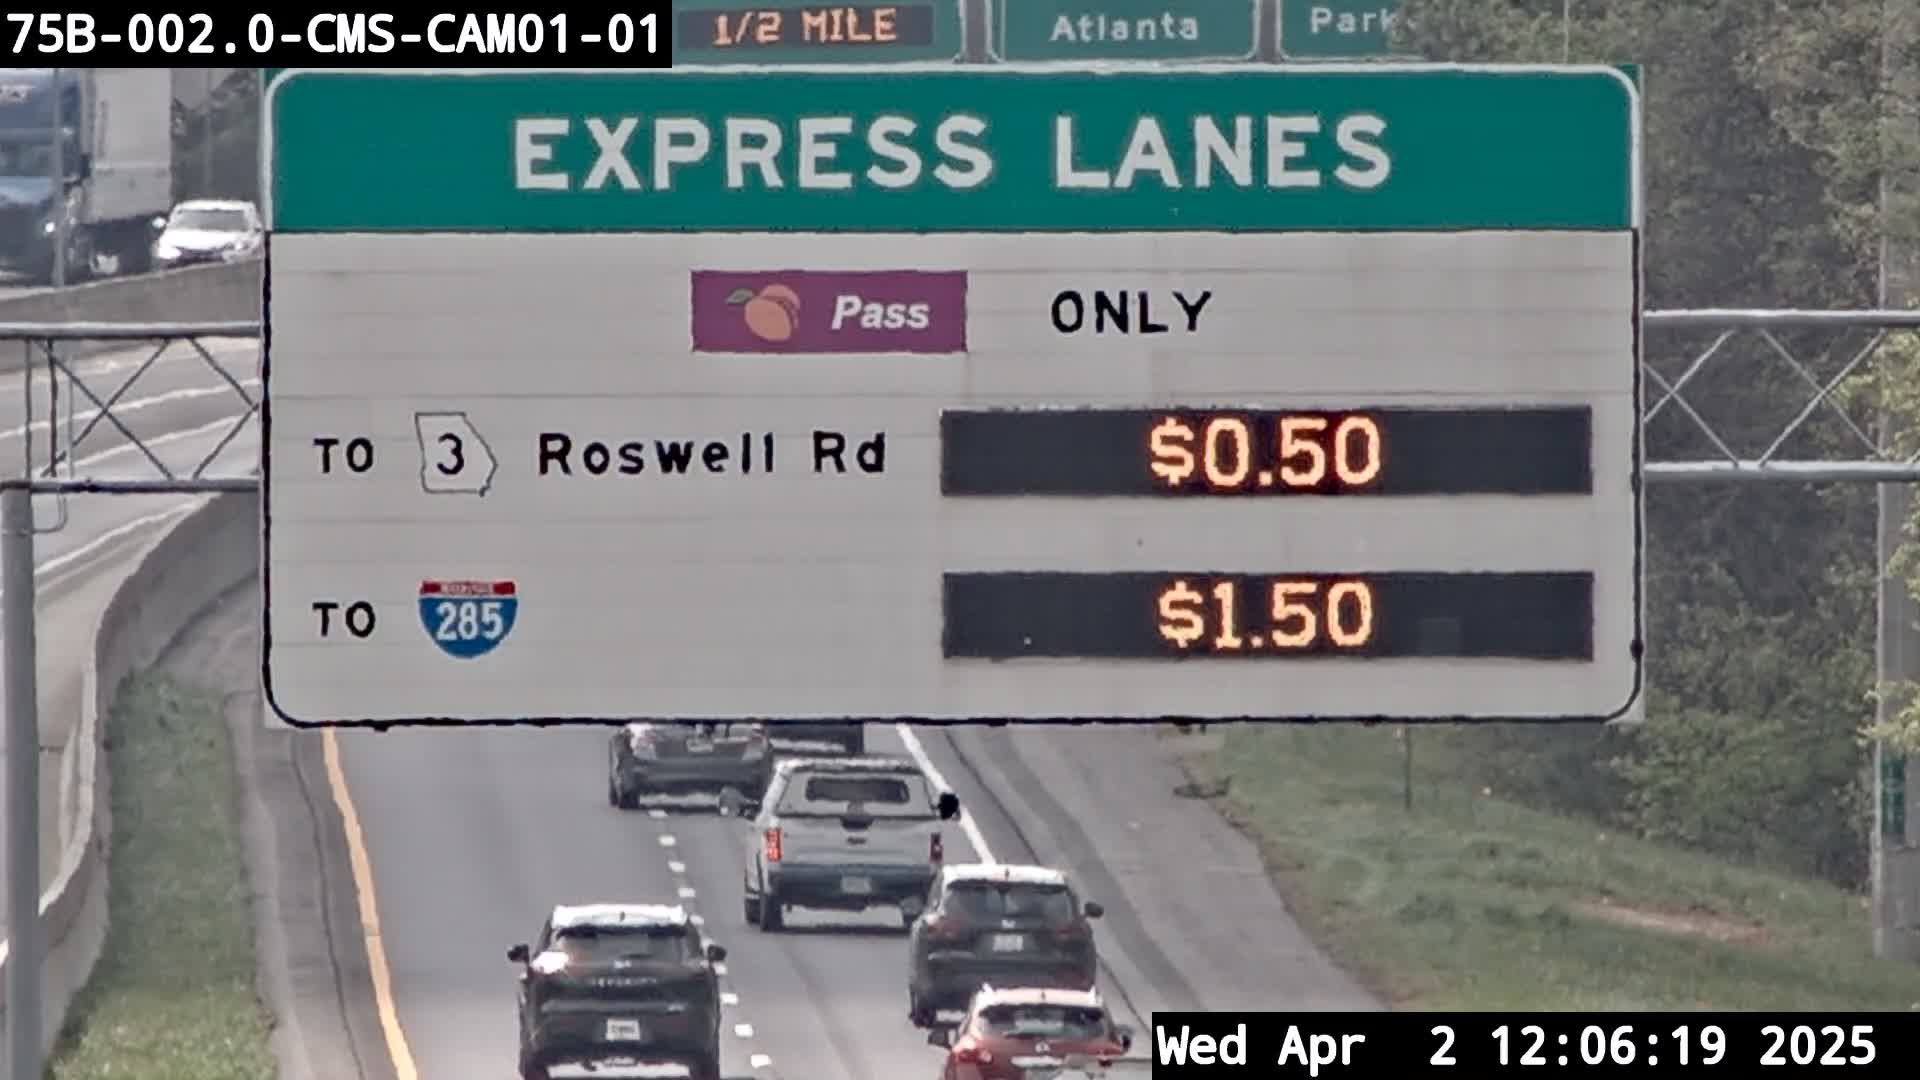 75B-002.0-CMS-CAM01-01
1/2 MILE
Atlanta
Park
EXPRESS LANES
Pass ONLY
TO 3 Roswell Rd $0.50
TO 285 $1.50
Wed Apr 2 12:06:19 2025